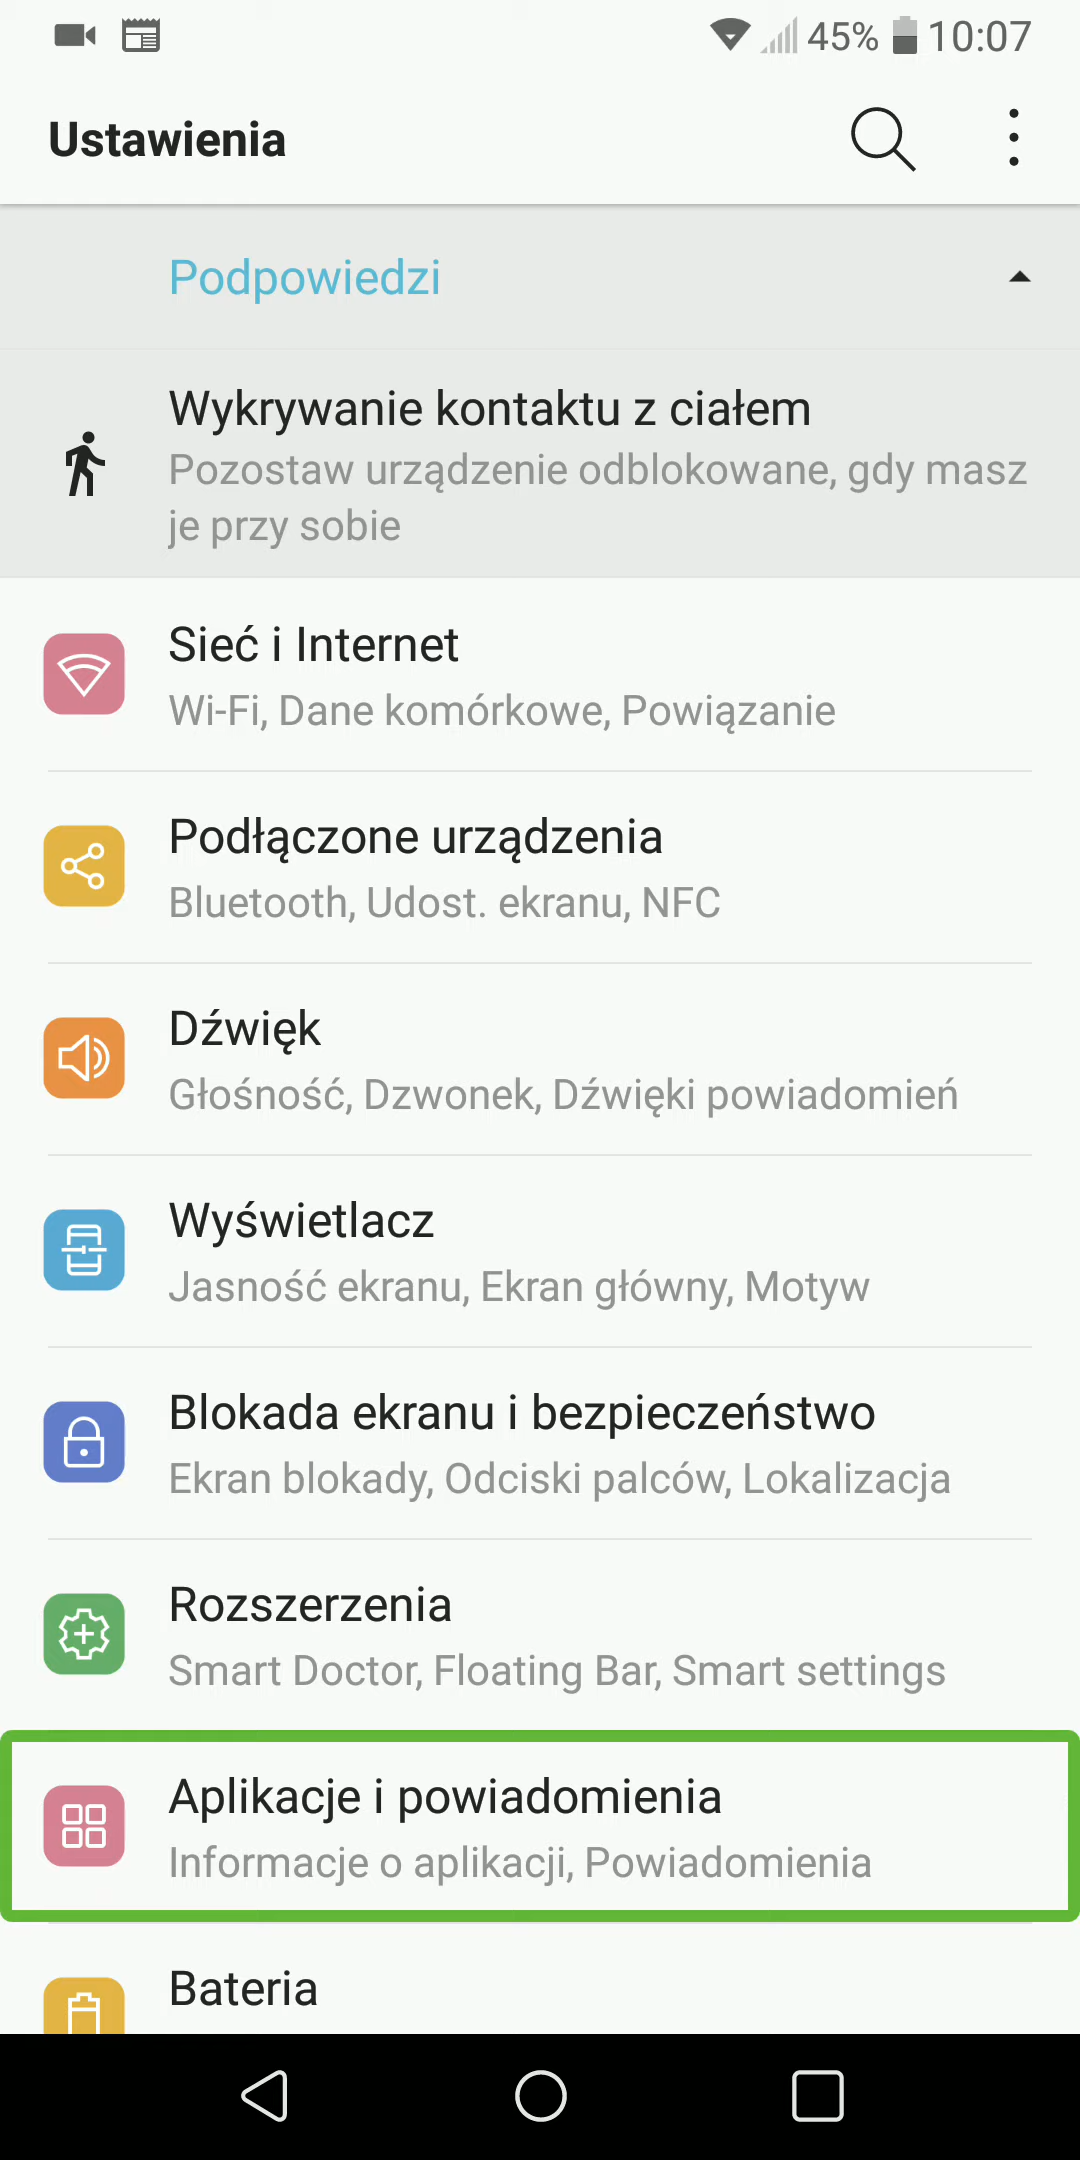 45% 10:07
Ustawienia
Podpowiedzi
Wykrywanie kontaktu z ciałem
Pozostaw urządzenie odblokowane, gdy masz
je przy sobie
Sieć i Internet
Wi-Fi, Dane komórkowe, Powiązanie
Podłączone urządzenia
Bluetooth, Udost. ekranu, NFC
Dźwięk
Głośność, Dzwonek, Dźwięki powiadomień
Wyświetlacz
Jasność ekranu, Ekran główny, Motyw
Blokada ekranu i bezpieczeństwo
Ekran blokady, Odciski palców, Lokalizacja
Rozszerzenia
Smart Doctor, Floating Bar, Smart settings
Aplikacje i powiadomienia
Informacje o aplikacji, Powiadomienia
Bateria